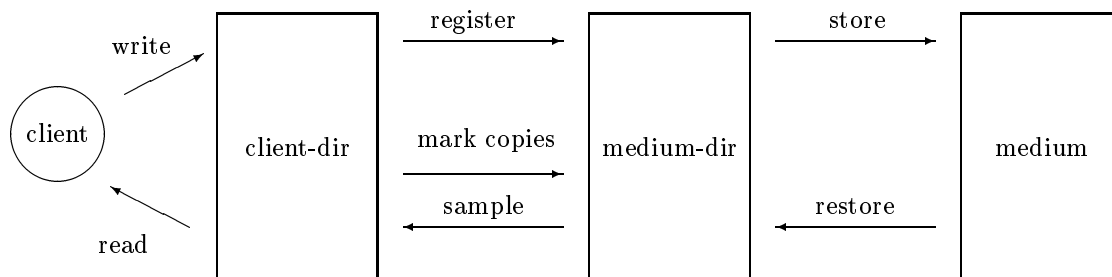 register
store
write
client
client-dir
mark copies
medium-dir
medium
sample
restore
read